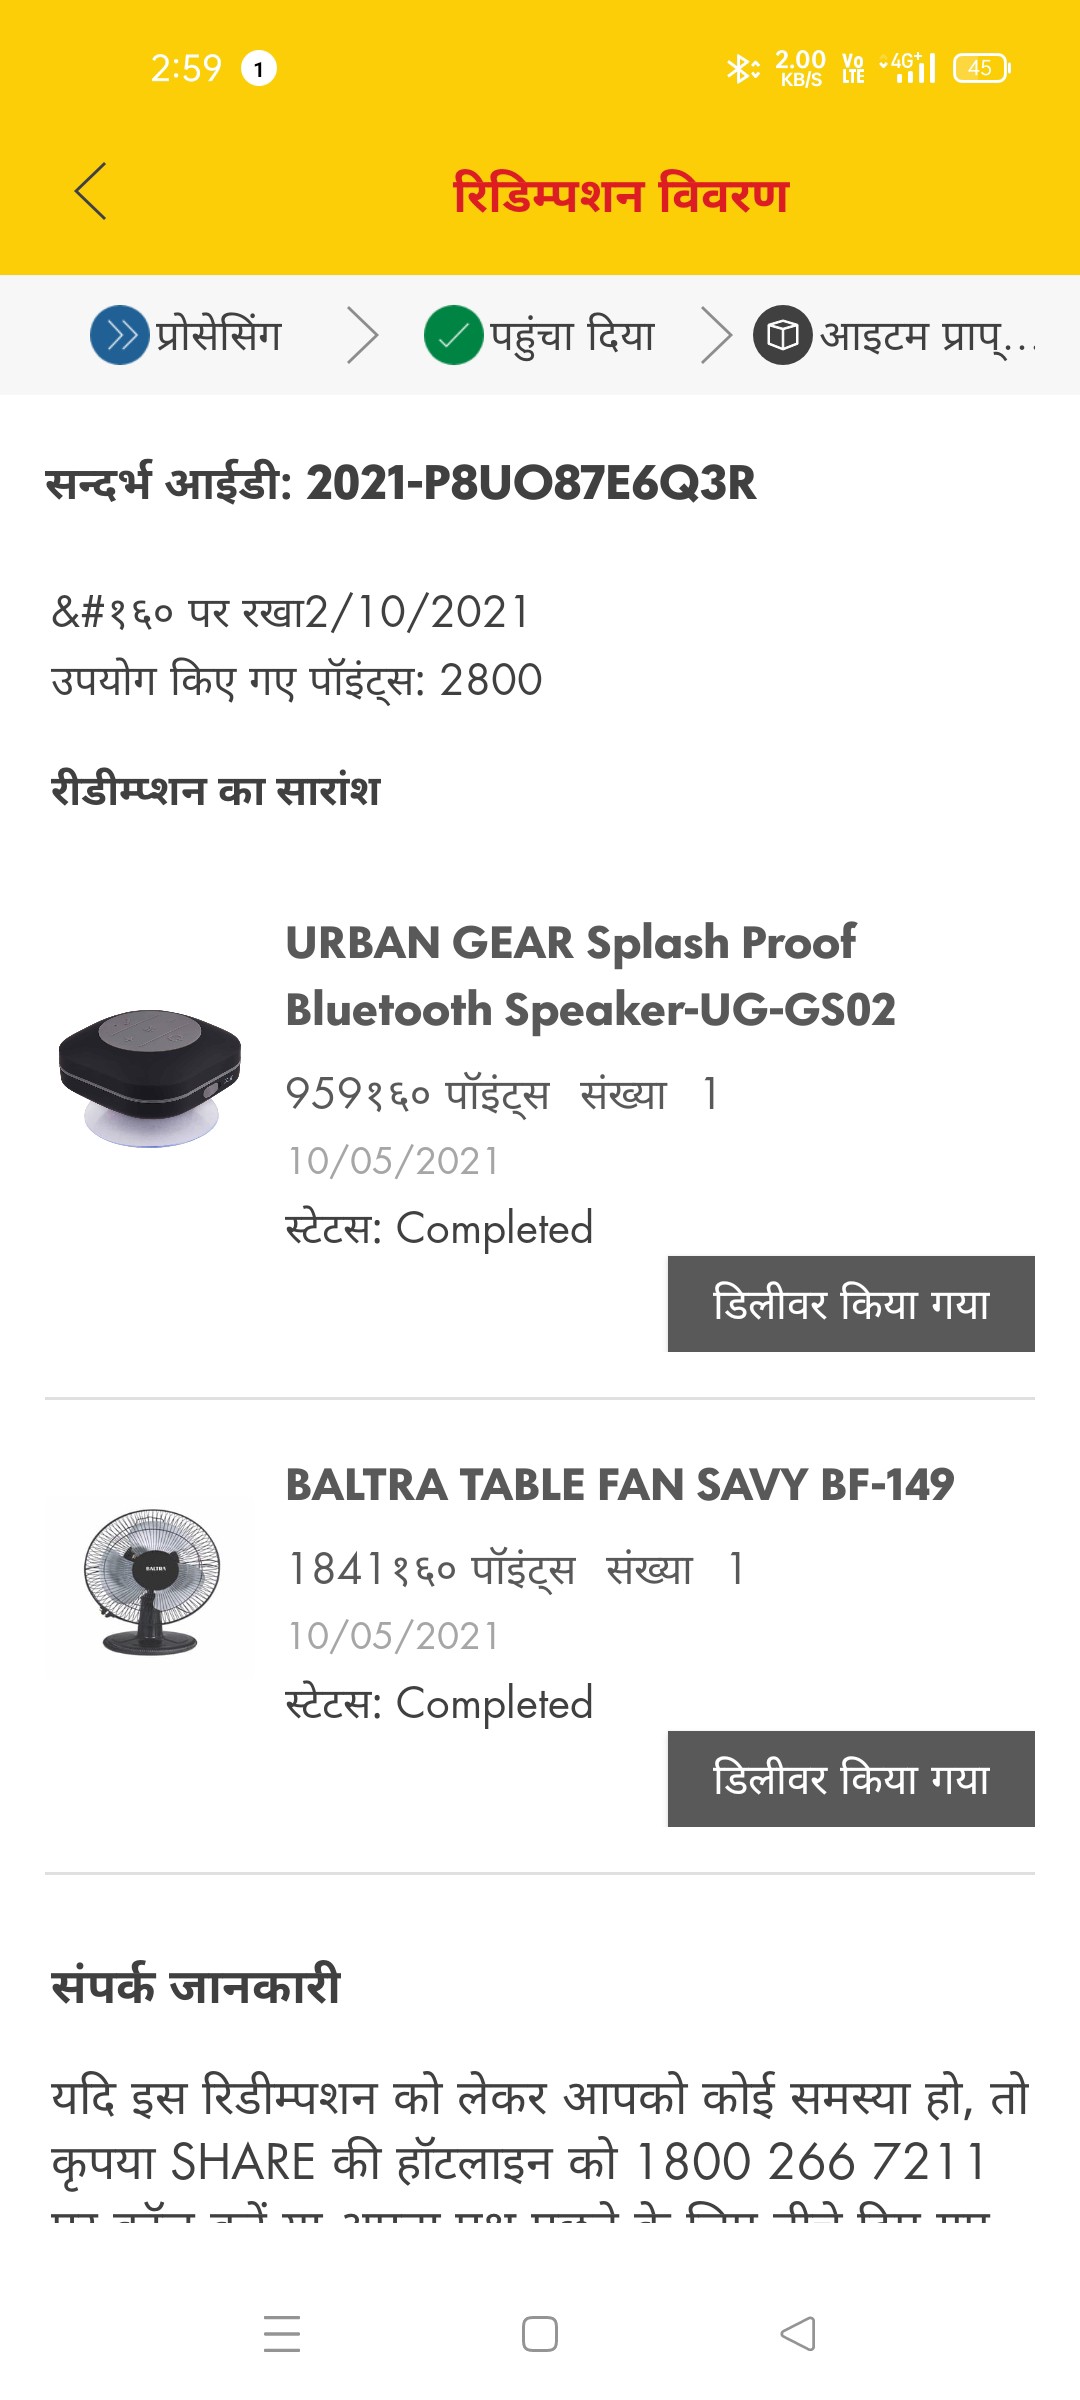 2:59 1 2.00 KB/S Vo LTE 4G+ 45
रिडिम्पशन विवरण
प्रोसेसिंग पहुंचा दिया आइटम प्राप्...
सन्दर्भ आईडी: 2021-P8UO87E6Q3R
&#१६० पर रखा2/10/2021
उपयोग किए गए पॉइंट्स: 2800
रीडीम्प्शन का सारांश
URBAN GEAR Splash Proof
Bluetooth Speaker-UG-GS02
959१६० पॉइंट्स संख्या 1
10/05/2021
स्टेटस: Completed
डिलीवर किया गया
BALTRA TABLE FAN SAVY BF-149
BALTRA
1841१६० पॉइंट्स संख्या 1
10/05/2021
स्टेटस: Completed
डिलीवर किया गया
संपर्क जानकारी
यदि इस रिडीम्पशन को लेकर आपको कोई समस्या हो, तो
कृपया SHARE की हॉटलाइन को 1800 266 7211